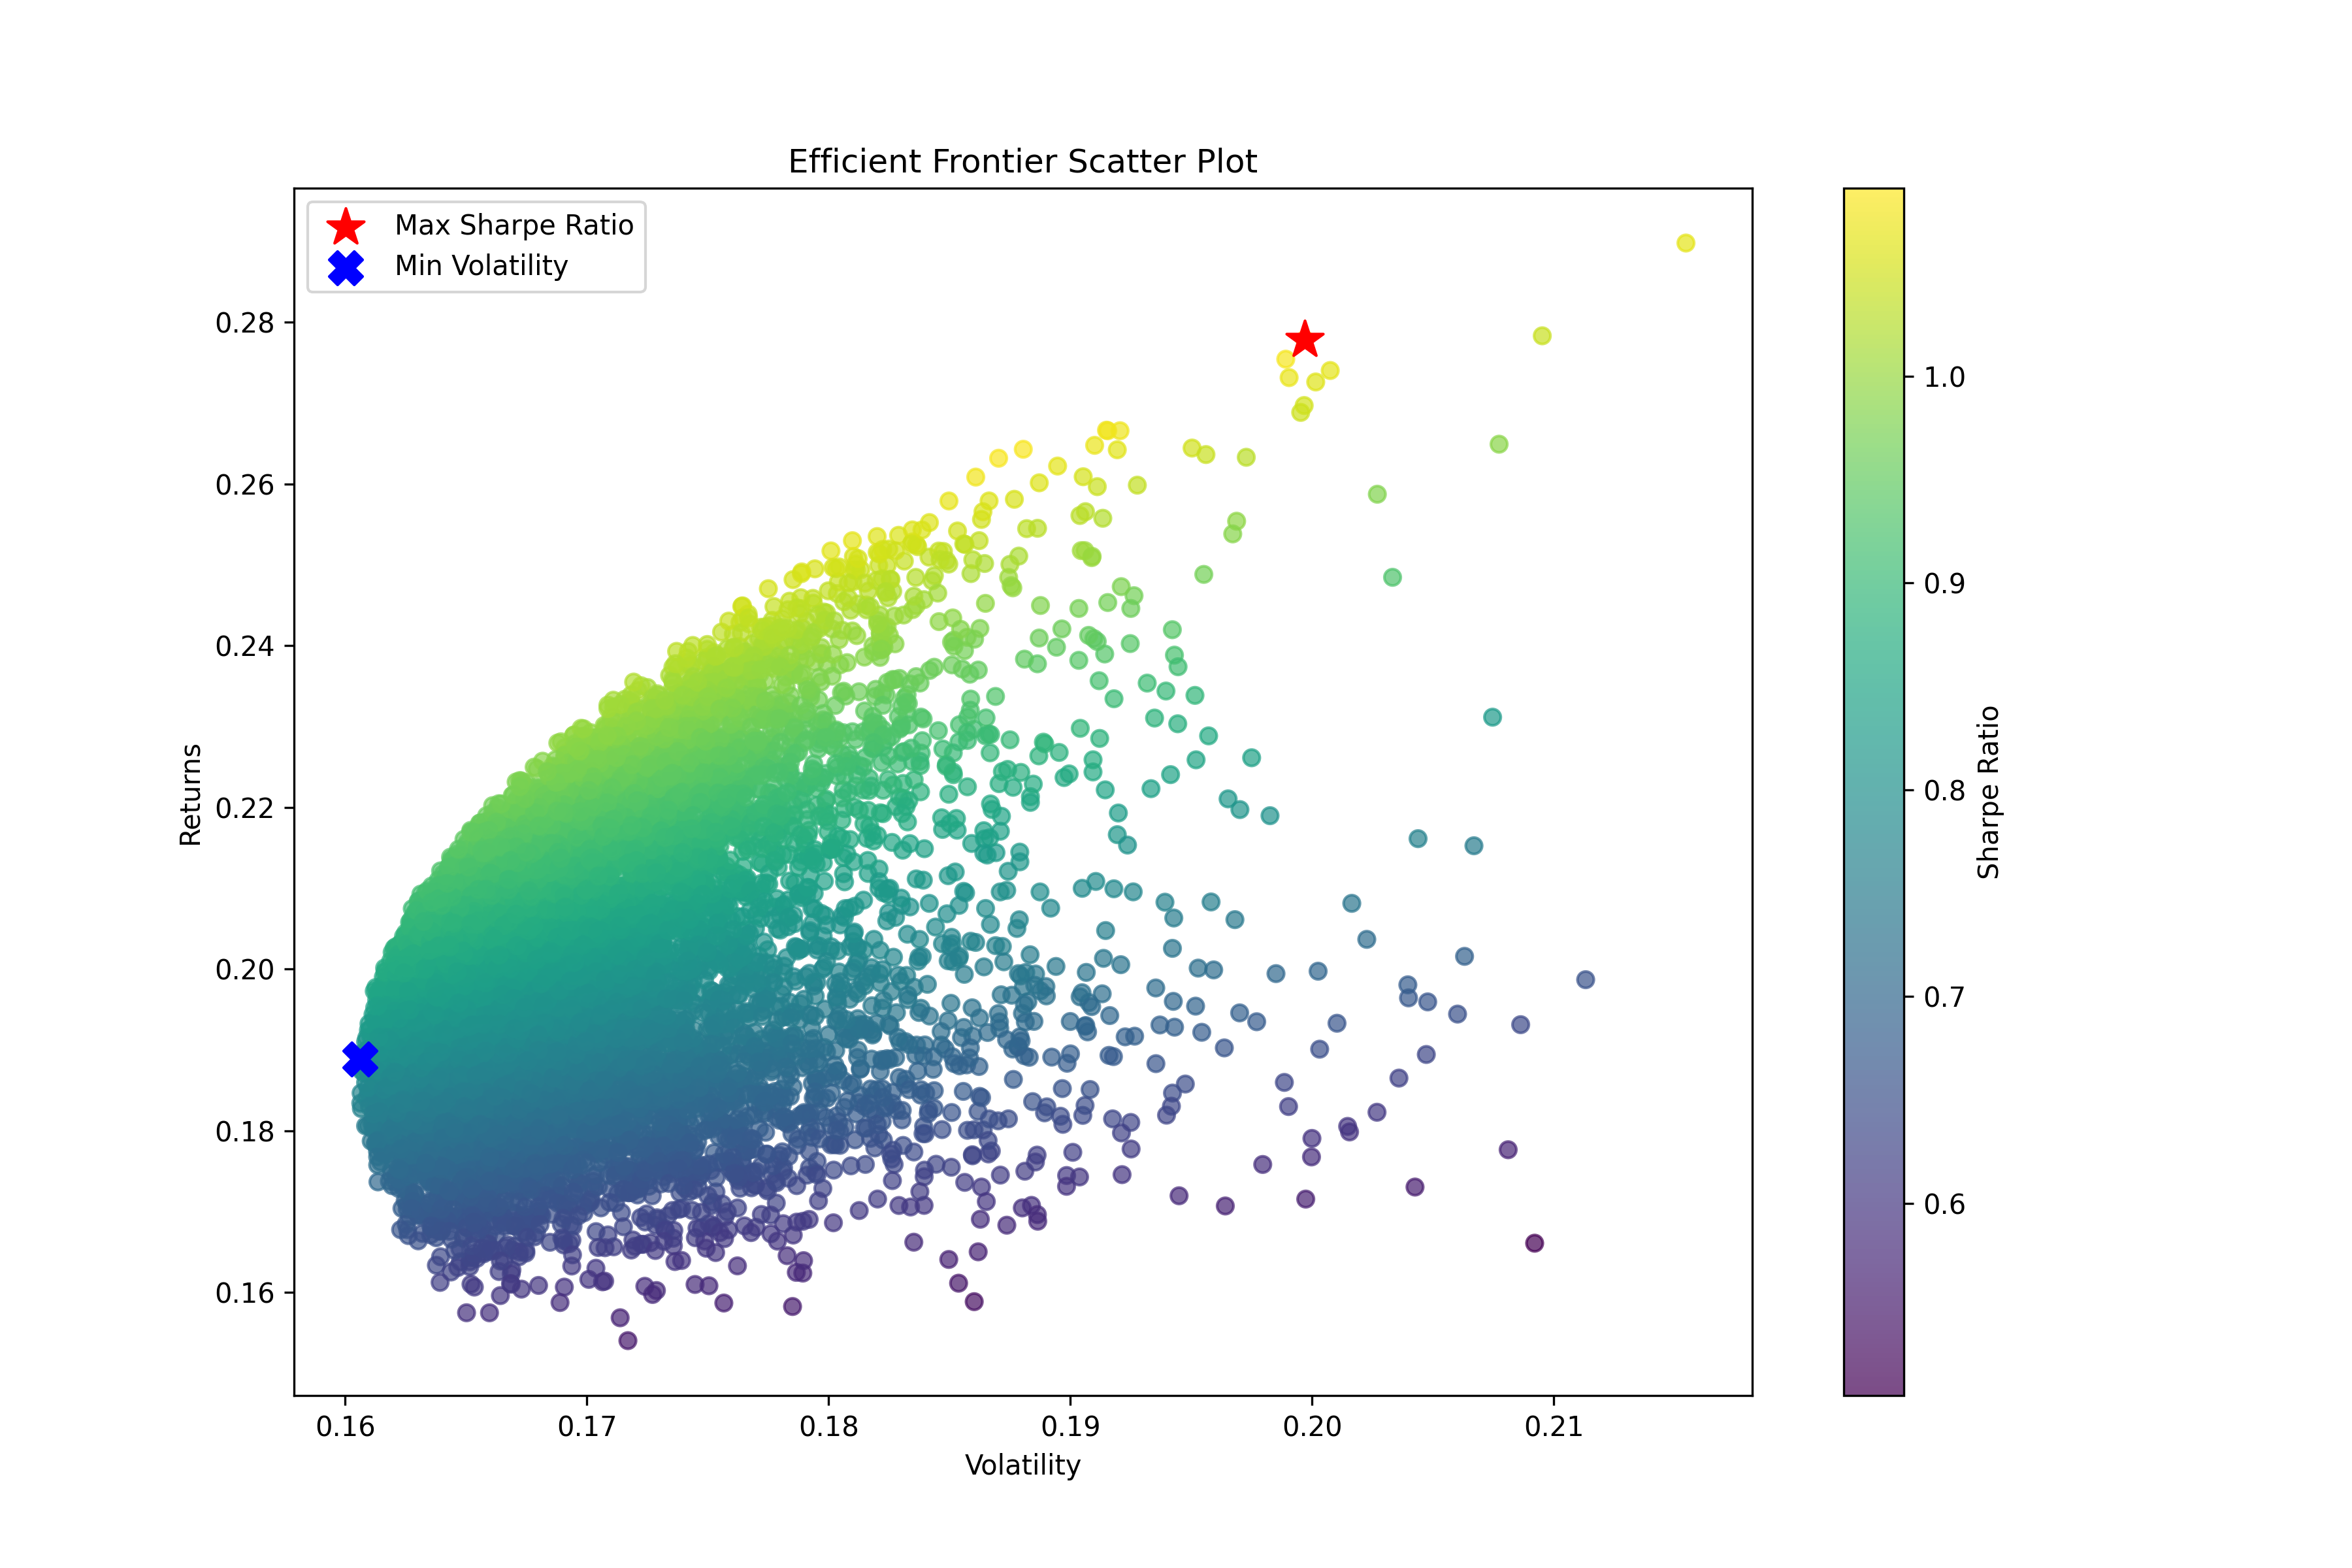 Efficient Frontier Scatter Plot
Max Sharpe Ratio
Min Volatility
Returns
0.28
0.26
0.24
0.22
0.20
0.18
0.16
0.16 0.17 0.18 0.19 0.20 0.21
Volatility
1.0
0.9
0.8
0.7
0.6
Sharpe Ratio